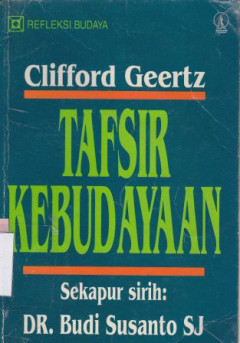 REFLEKSI BUDAYA
Clifford Geertz
TAFSIR
KEBUDAYAAN
Sekapur sirih:
DR. Budi Susanto SJ